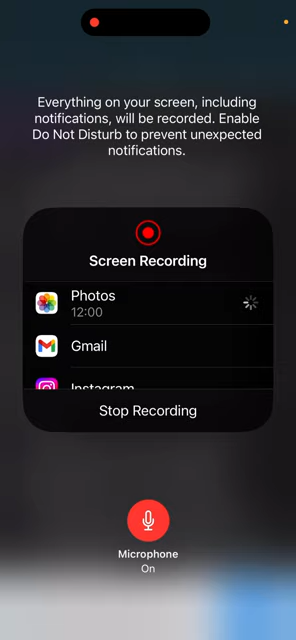 Everything on your screen, including
notifications, will be recorded. Enable
Do Not Disturb to prevent unexpected
notifications.
Screen Recording
Photos
12:00
Gmail
Instagram
Stop Recording
Microphone
On